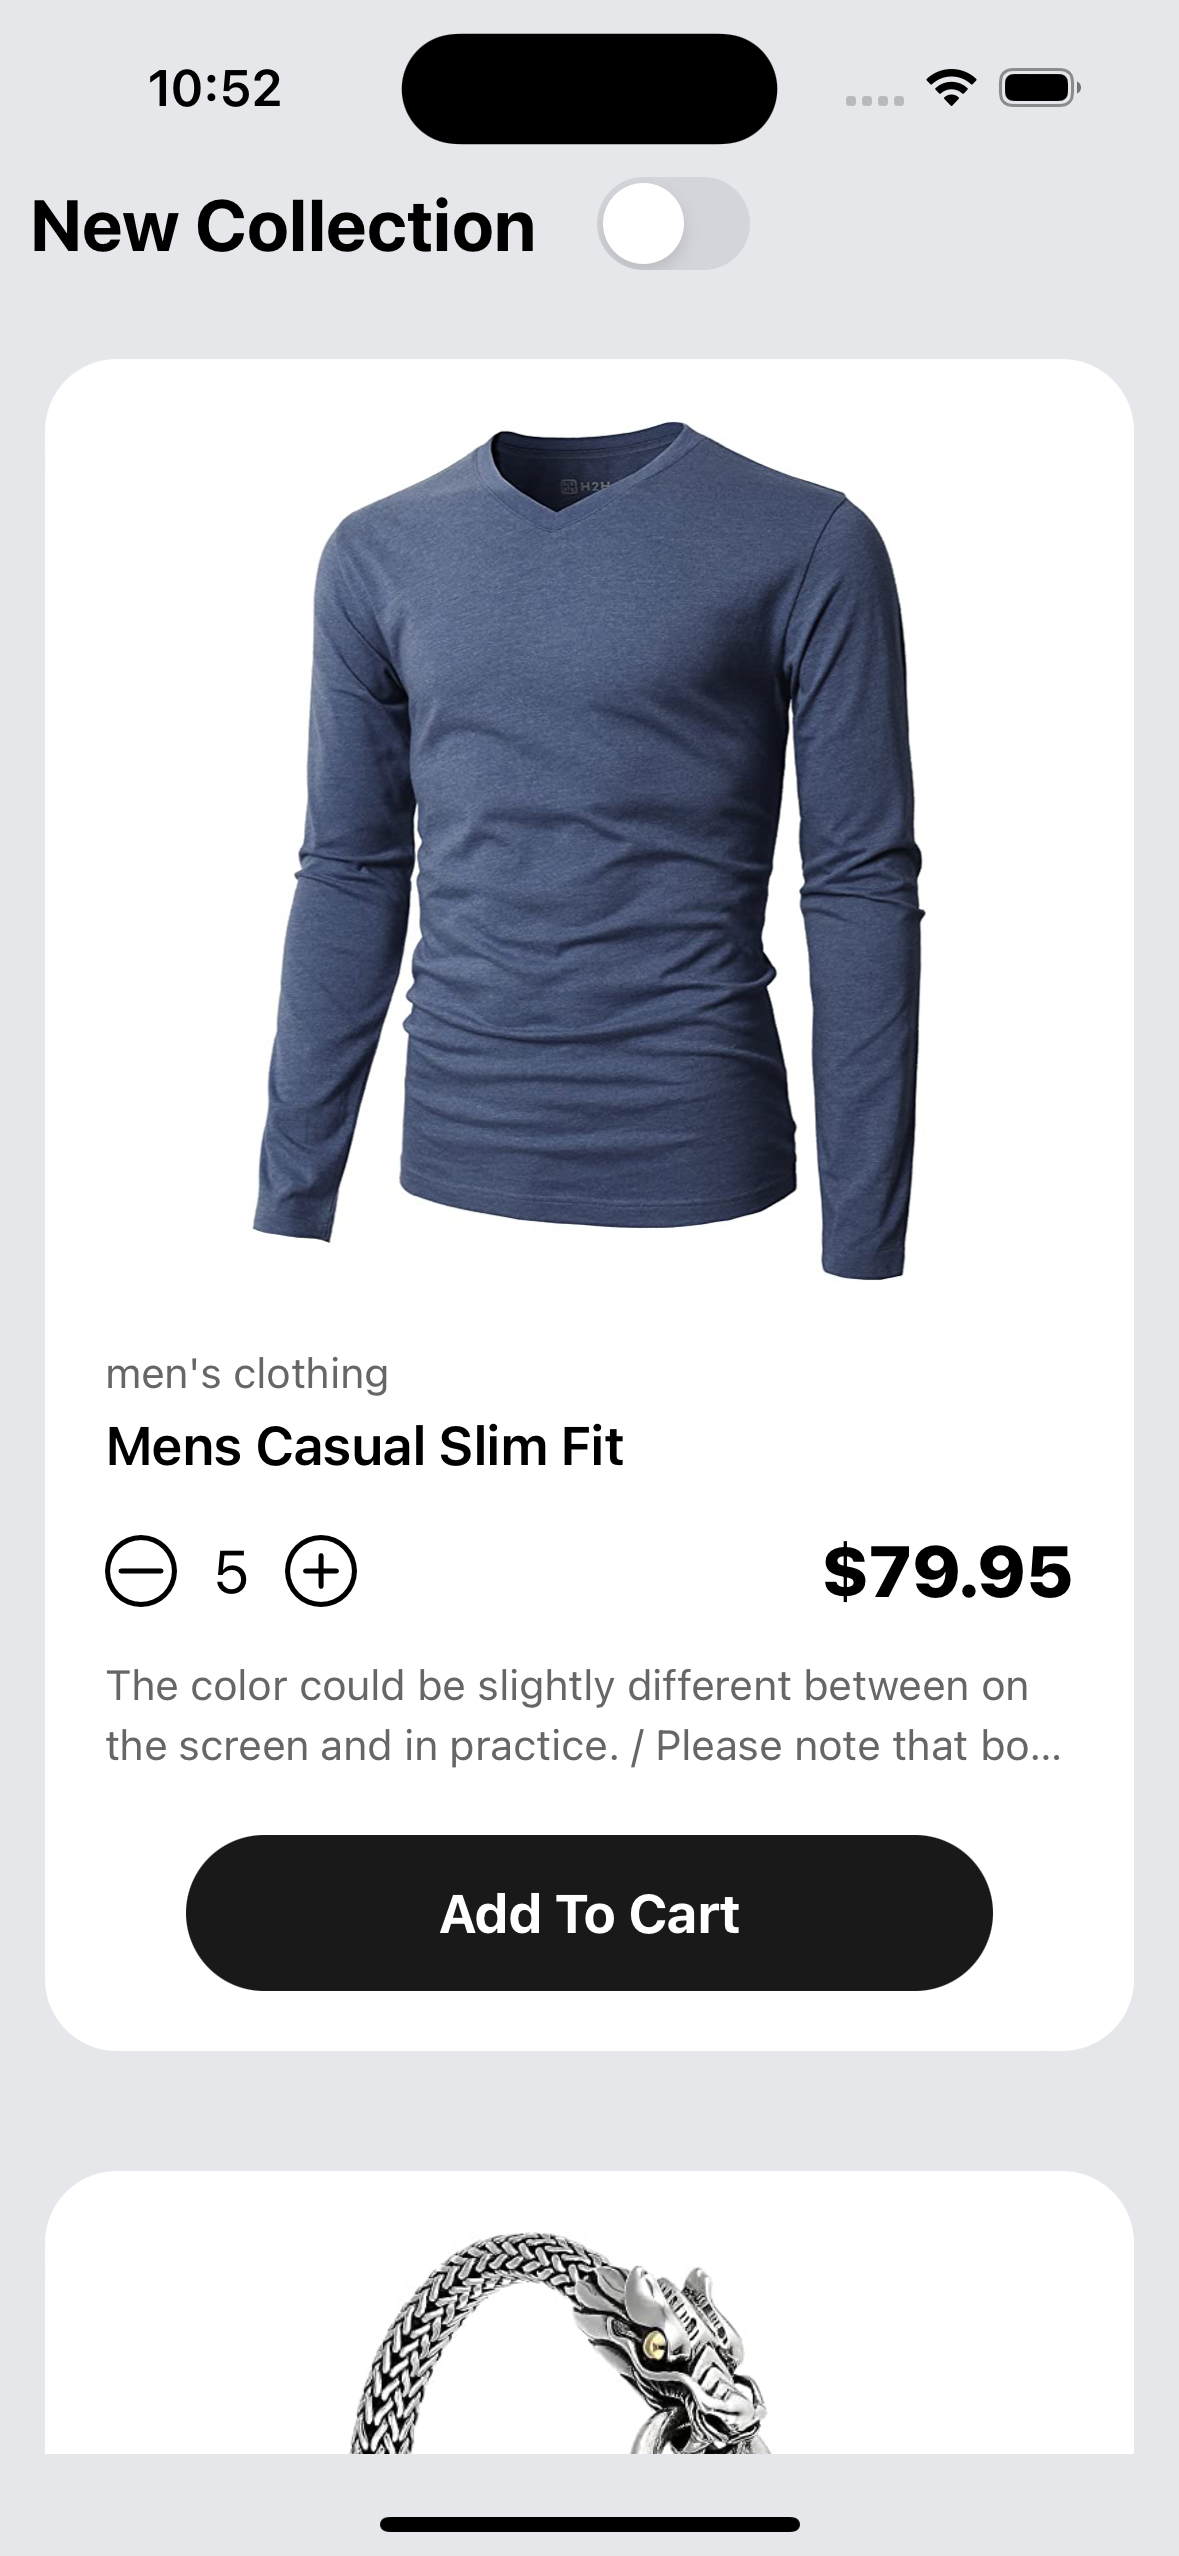 10:52
New Collection
H2H
men's clothing
Mens Casual Slim Fit
5
$79.95
The color could be slightly different between on
the screen and in practice. / Please note that bo...
Add To Cart